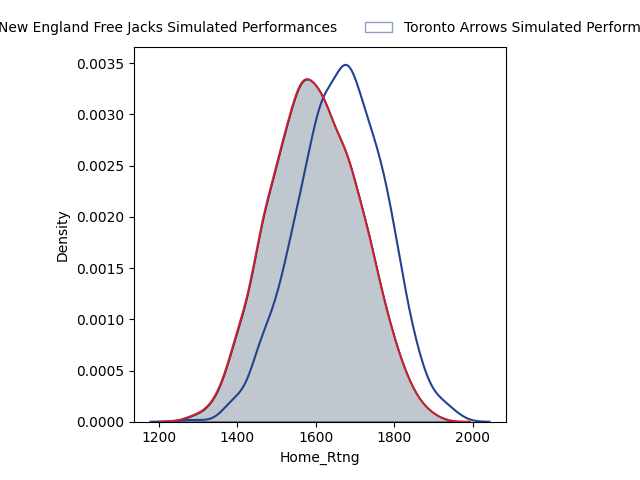 New England Free Jacks Simulated Performances
Toronto Arrows Simulated Perform
0.0035
0.0030
0.0025
0.0020
0.0015
0.0010
0.0005
0.0000
Density
1200 1400 1600 1800 2000
Home_Rtng